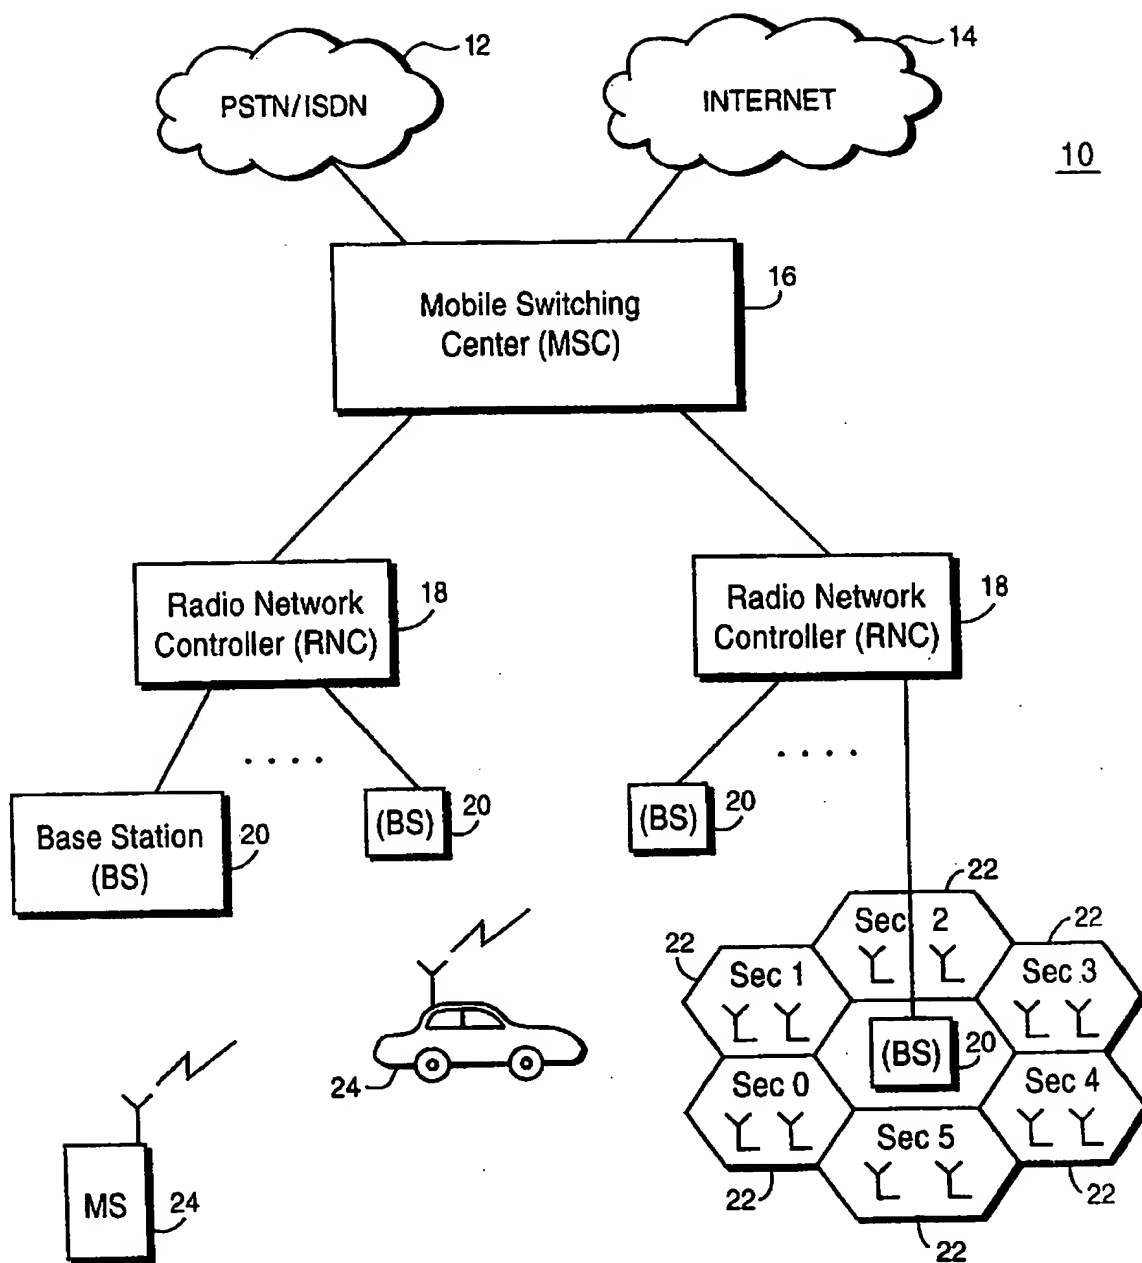 12
14
PSTN/ISDN
INTERNET
10
16
Mobile Switching
Center (MSC)
18
Radio Network
Controller (RNC)
18
Radio Network
Controller (RNC)
Base Station
(BS)
20
(BS)
20
(BS)
20
22
Sec 2
22
22
Sec 1
Sec 3
(BS)
20
Sec 0
Sec 4
Sec 5
22
22
22
24
MS
24